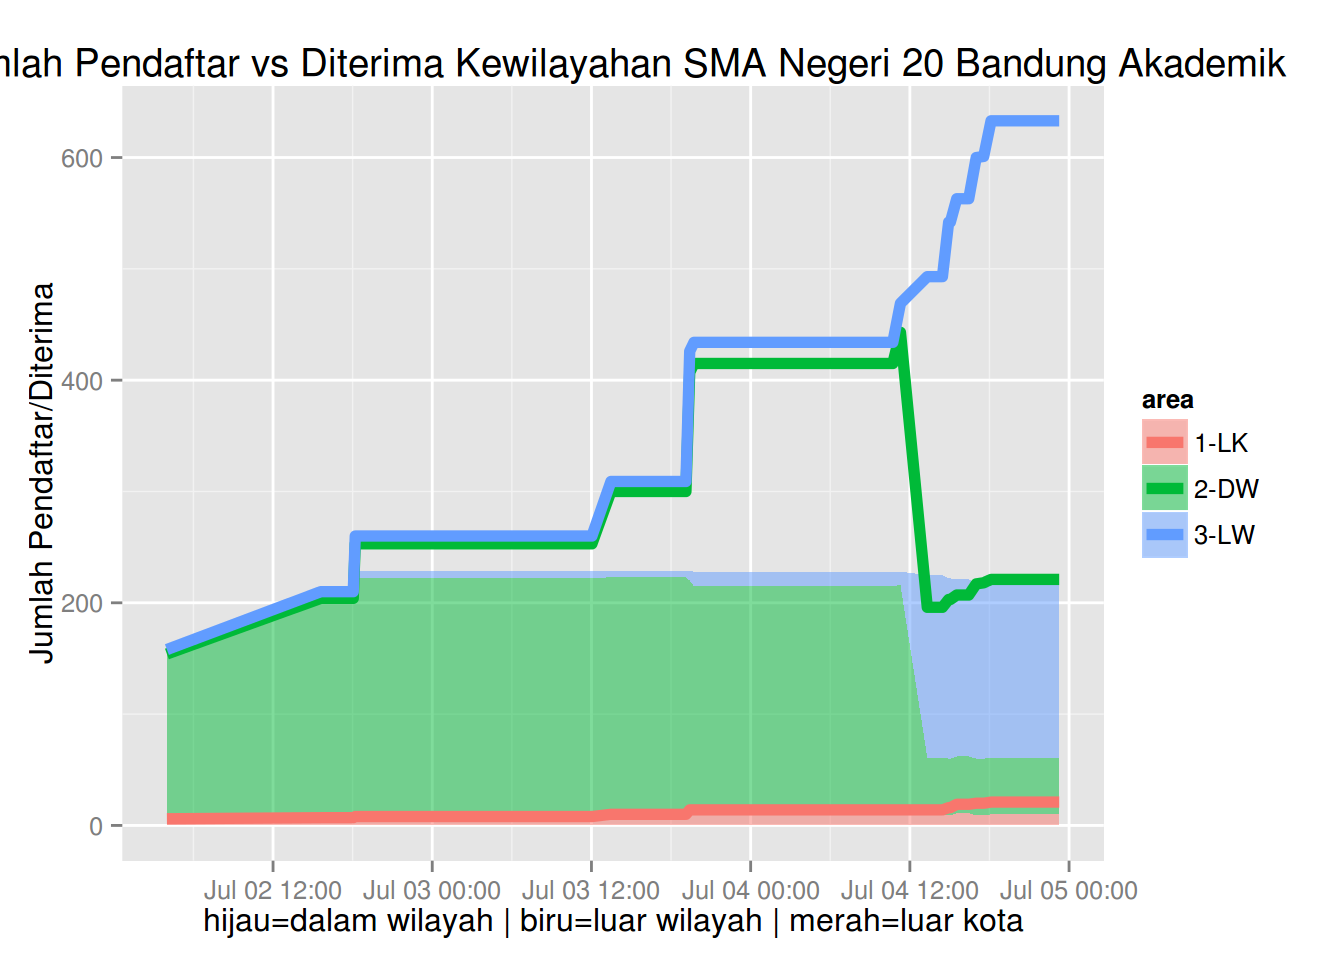 Pendaftar vs Diterima Kewilayahan SMA Negeri 20 Bandung Akademik
Jumlah Pendaftar/Diterima
600
400
200
0
Jul 02 12:00
Jul 03 00:00
Jul 03 12:00
Jul 04 00:00
Jul 04 12:00
Jul 05 00:00
hijau=dalam wilayah | biru=luar wilayah | merah=luar kota
area
1-LK
2-DW
3-LW